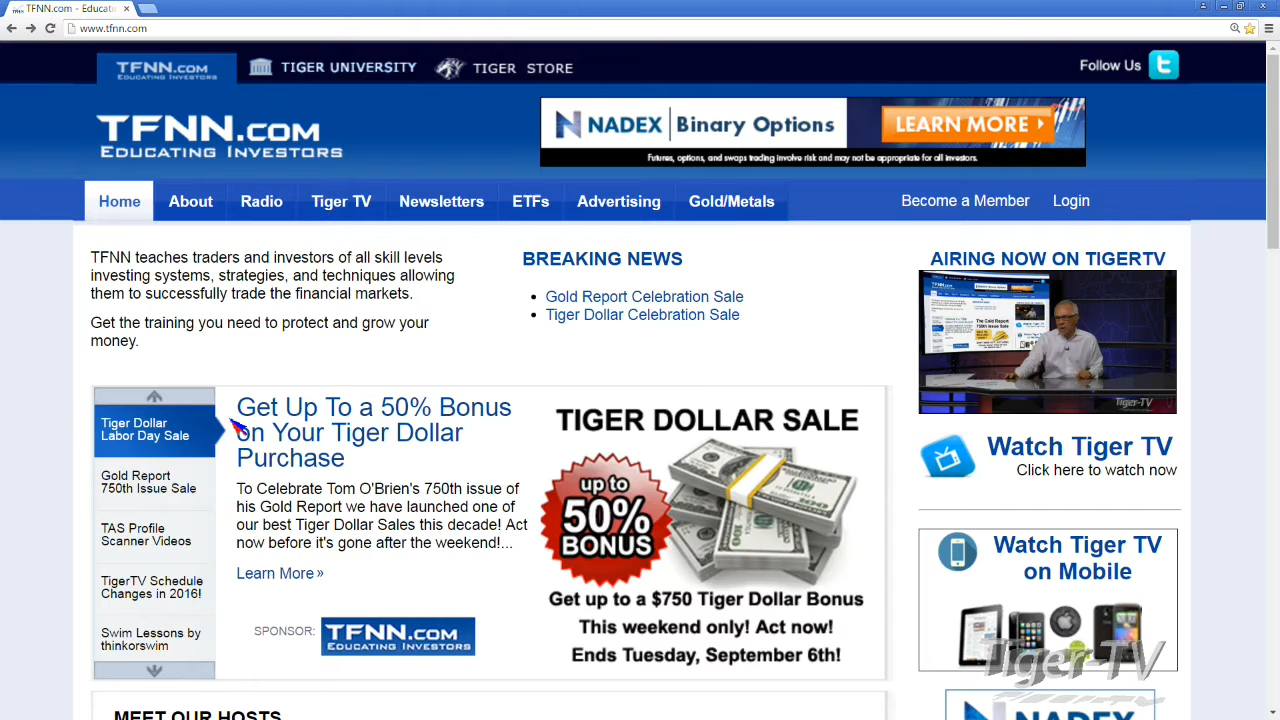 TFNN.com - Educati
www.tfnn.com
TFNN.COM
EDUCATING INVESTORS
TIGER UNIVERSITY
TIGER STORE
Follow Us
TFNN.COM
EDUCATING INVESTORS
NADEX Binary Options
LEARN MORE
Futures, options, and swaps trading involve risk and may not be appropriate for all investors.
Home
About
Radio
Tiger TV
Newsletters
ETFs
Advertising
Gold/Metals
Become a Member
Login
TFNN teaches traders and investors of all skill levels
investing systems, strategies, and techniques allowing
them to successfully trade the financial markets.
Get the training you need to protect and grow your
money.
BREAKING NEWS
Gold Report Celebration Sale
Tiger Dollar Celebration Sale
AIRING NOW ON TIGERTV
Tiger-TV
Watch Tiger TV
Click here to watch now
Tiger Dollar
Labor Day Sale
Gold Report
750th Issue Sale
TAS Profile
Scanner Videos
TigerTV Schedule
Changes in 2016!
Swim Lessons by
thinkorswim
Get Up To a 50% Bonus
on Your Tiger Dollar
Purchase
To Celebrate Tom O'Brien's 750th issue of
his Gold Report we have launched one of
our best Tiger Dollar Sales this decade! Act
now before it's gone after the weekend!...
Learn More »
SPONSOR:
TFNN.COM
EDUCATING INVESTORS
TIGER DOLLAR SALE
up to
50%
BONUS
Get up to a $750 Tiger Dollar Bonus
This weekend only! Act now!
Ends Tuesday, September 6th!
Watch Tiger TV
on Mobile
Tiger-TV
MEET OUR HOSTS
NADEX